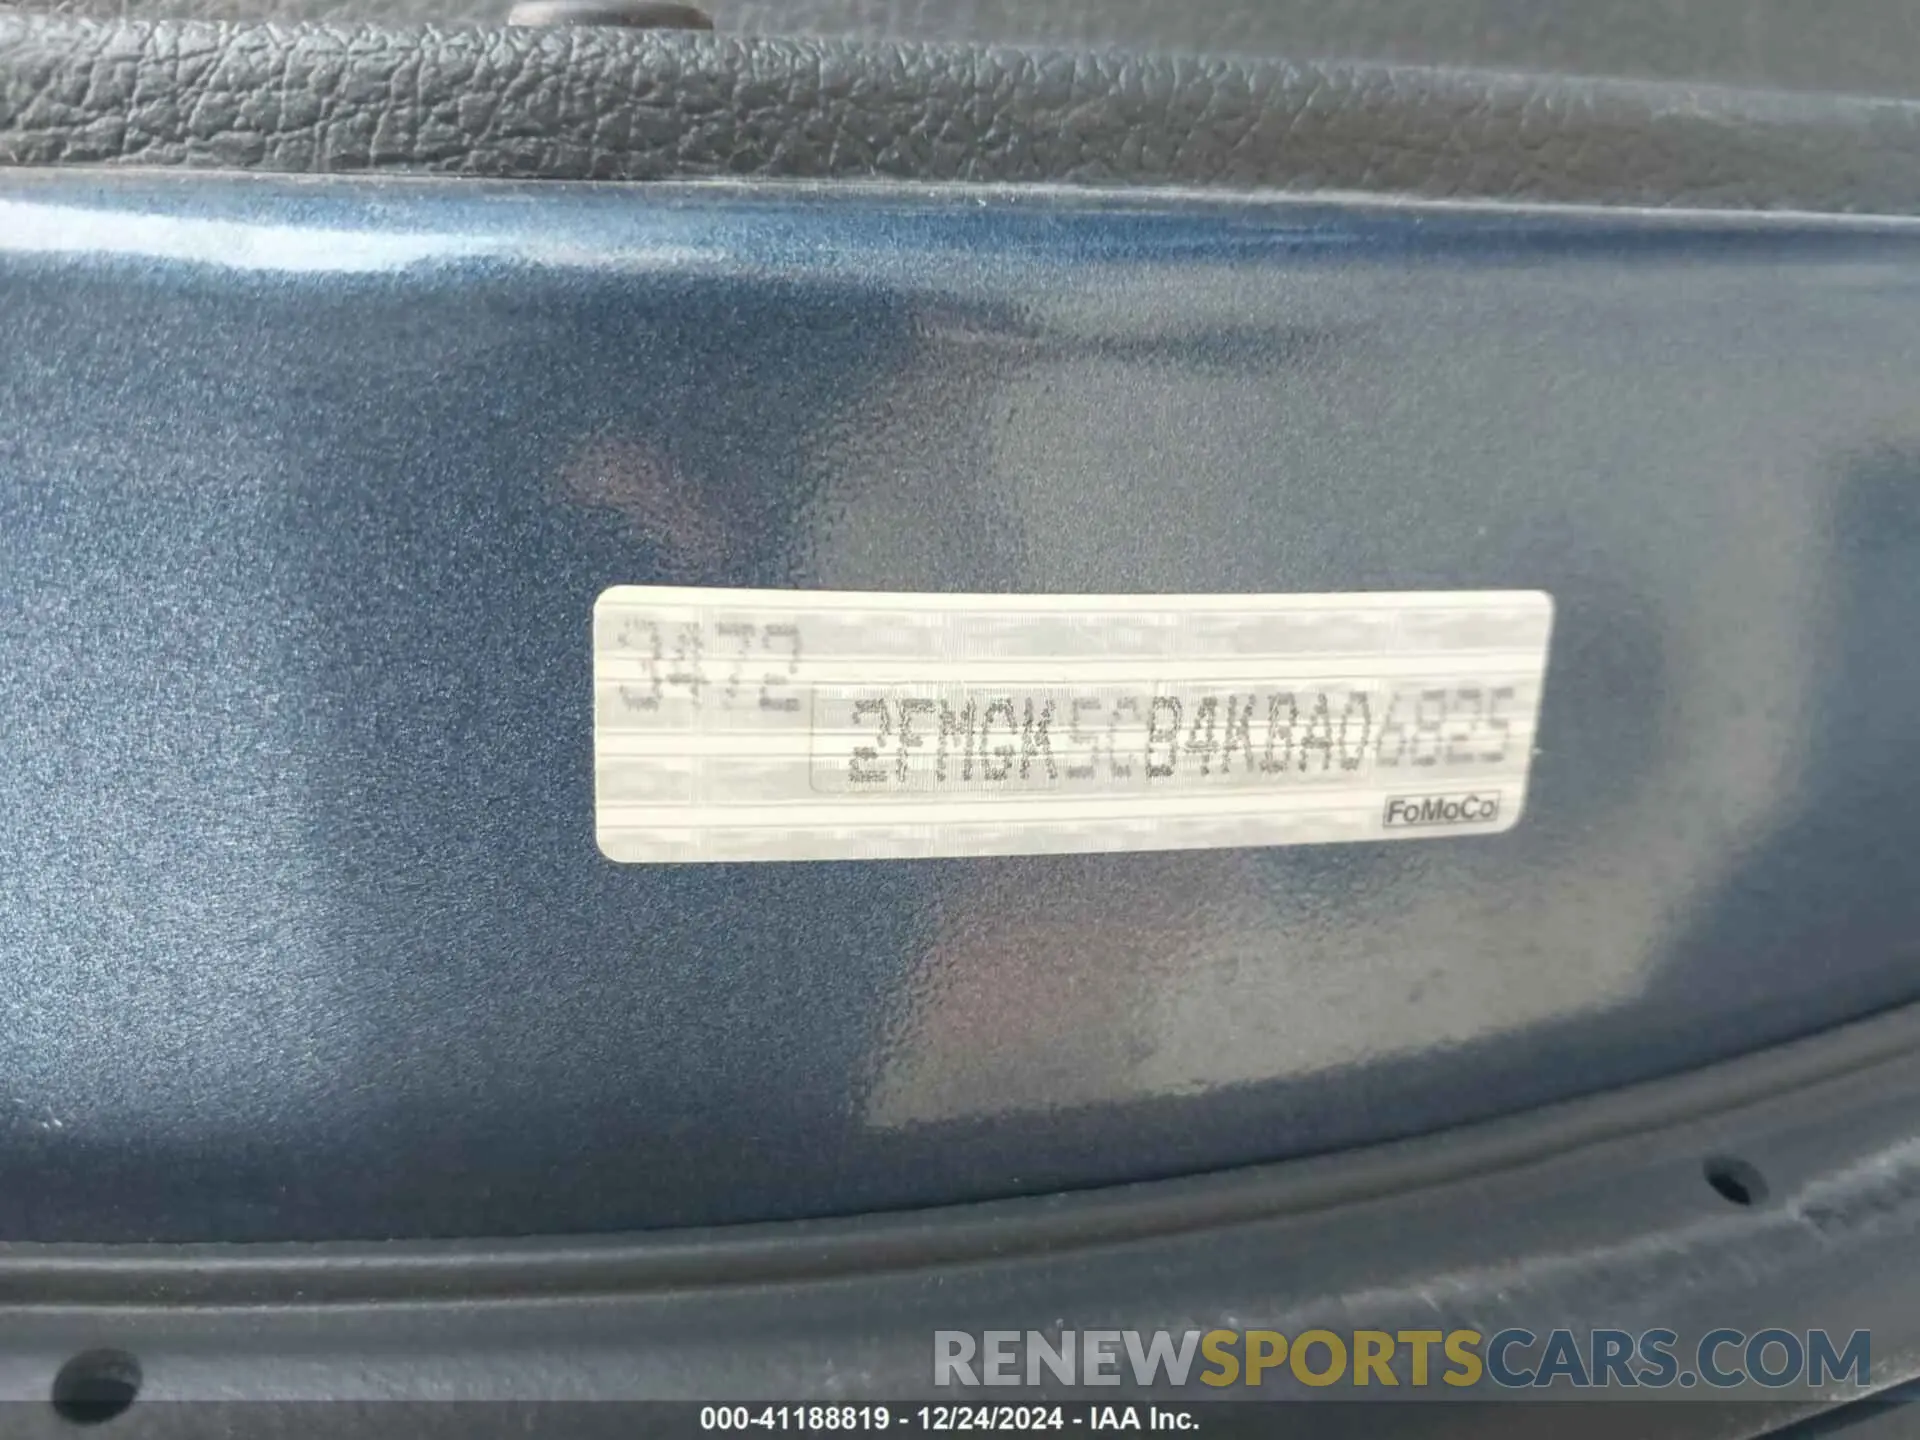 3472
2FMGK5CB4KBA06825
FoMoCo
RENEWSPORTSCARS.COM
000-41188819 - 12/24/2024 - IAA Inc.